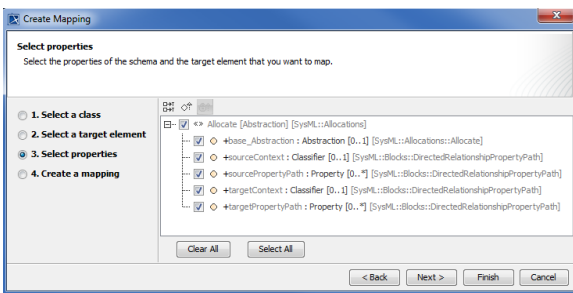 Create Mapping
Select properties
Select the properties of the schema and the target element that you want to map.
1. Select a class
2. Select a target element
3. Select properties
4. Create a mapping
«» Allocate [Abstraction] [SysML::Allocations]
+base_Abstraction : Abstraction [0..1] [SysML::Allocations::Allocate]
+sourceContext : Classifier [0..1] [SysML::Blocks::DirectedRelationshipPropertyPath]
+sourcePropertyPath : Property [0..*] [SysML::Blocks::DirectedRelationshipPropertyPath]
+targetContext : Classifier [0..1] [SysML::Blocks::DirectedRelationshipPropertyPath]
+targetPropertyPath : Property [0..*] [SysML::Blocks::DirectedRelationshipPropertyPath]
Clear All Select All
< Back Next > Finish Cancel